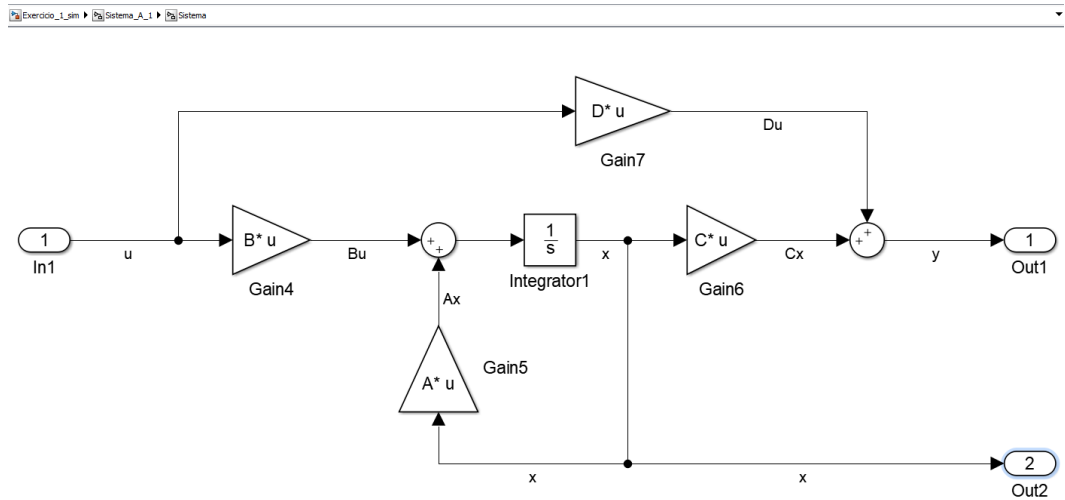 Exercicio_1_sim Sistema_A_1 Sistema
D* u
Du
Gain7
1
In1
u
B* u
Gain4
Bu
+
+
1
s
Integrator1
x
C* u
Gain6
Cx
+
+
y
1
Out1
Ax
A* u
Gain5
x
x
2
Out2